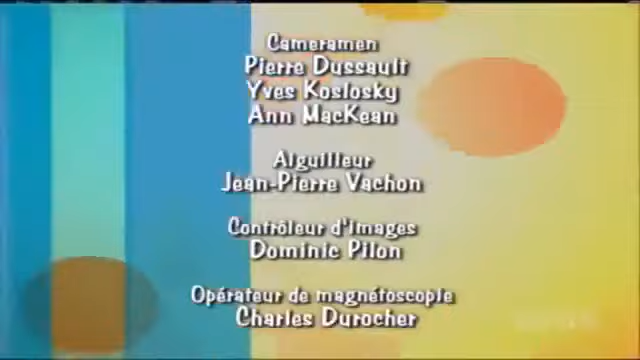 Cameramen
Pierre Dussault
Yves Koslosky
Ann MacKean
Aiguilleur
Jean-Pierre Vachon
Contrôleur d'images
Dominic Pilon
Opérateur de magnétoscopie
Charles Durocher